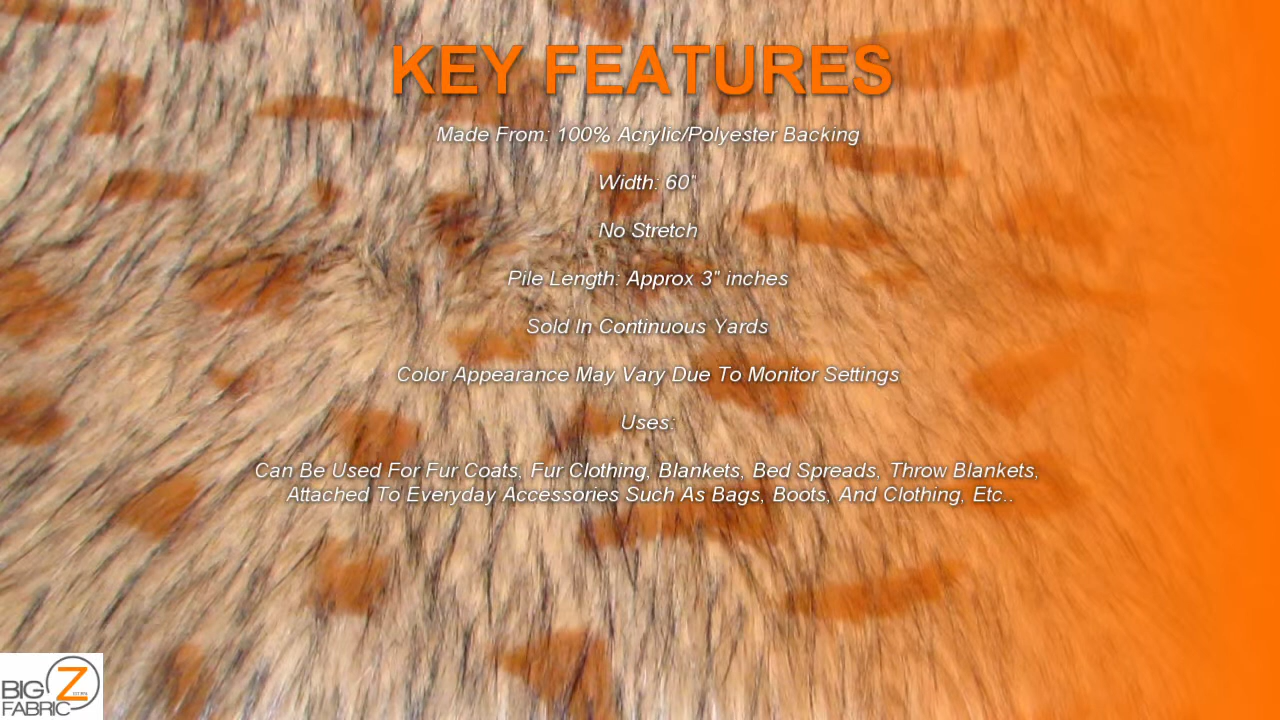 KEY FEATURES
Made From: 100% Acrylic/Polyester Backing
Width: 60"
No Stretch
Pile Length: Approx 3" inches
Sold In Continuous Yards
Color Appearance May Vary Due To Monitor Settings
Uses:
Can Be Used For Fur Coats, Fur Clothing, Blankets, Bed Spreads, Throw Blankets,
Attached To Everyday Accessories Such As Bags, Boots, And Clothing, Etc..
BIG Z
FABRIC